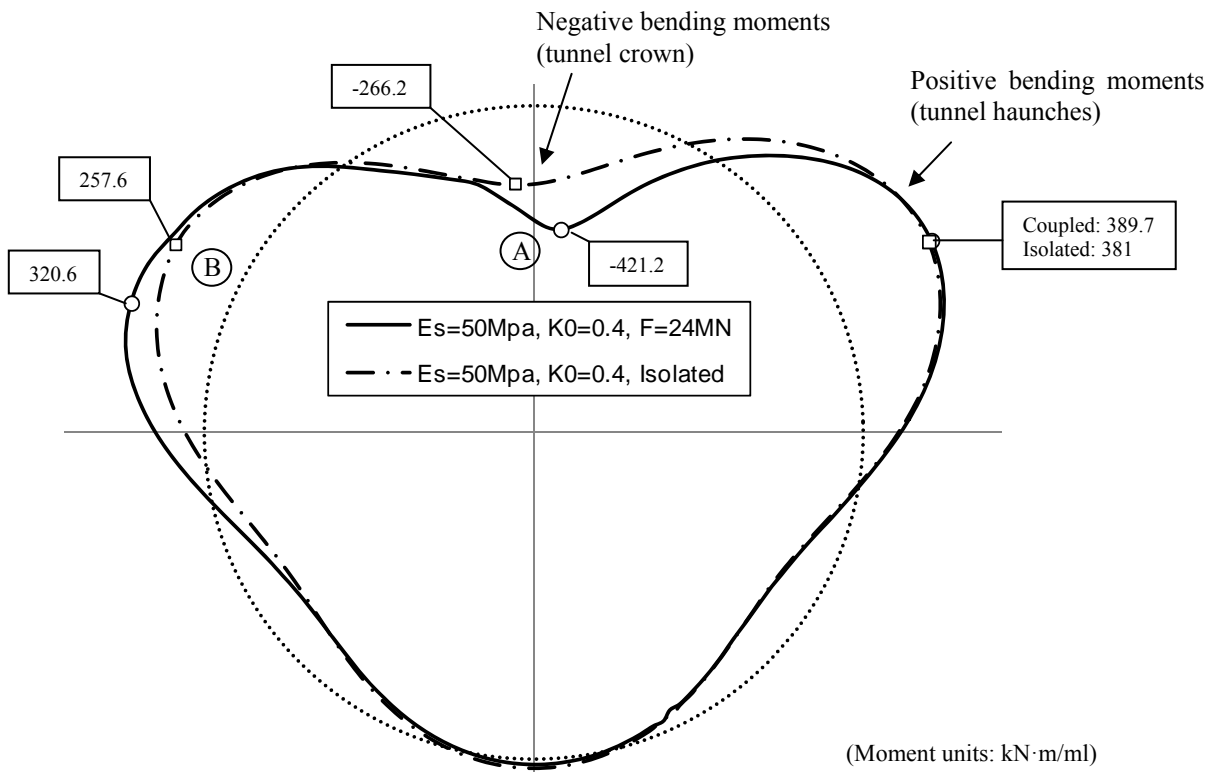 Negative bending moments
(tunnel crown)
-266.2
Positive bending moments
(tunnel haunches)
257.6
Coupled: 389.7
Isolated: 381
B
A
320.6
-421.2
Es=50Mpa, K0=0.4, F=24MN
Es=50Mpa, K0=0.4, Isolated
(Moment units: kN·m/ml)